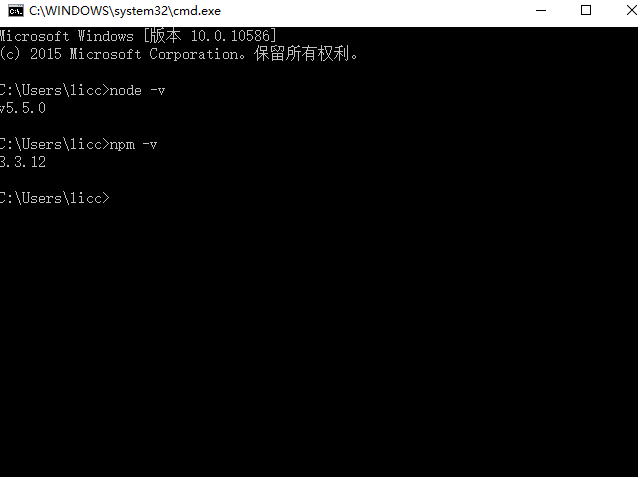 C:\WINDOWS\system32\cmd.exe
Microsoft Windows [版本 10.0.10586]
(c) 2015 Microsoft Corporation。保留所有权利。
C:\Users\licc>node -v
v5.5.0
C:\Users\licc>npm -v
3.3.12
C:\Users\licc>